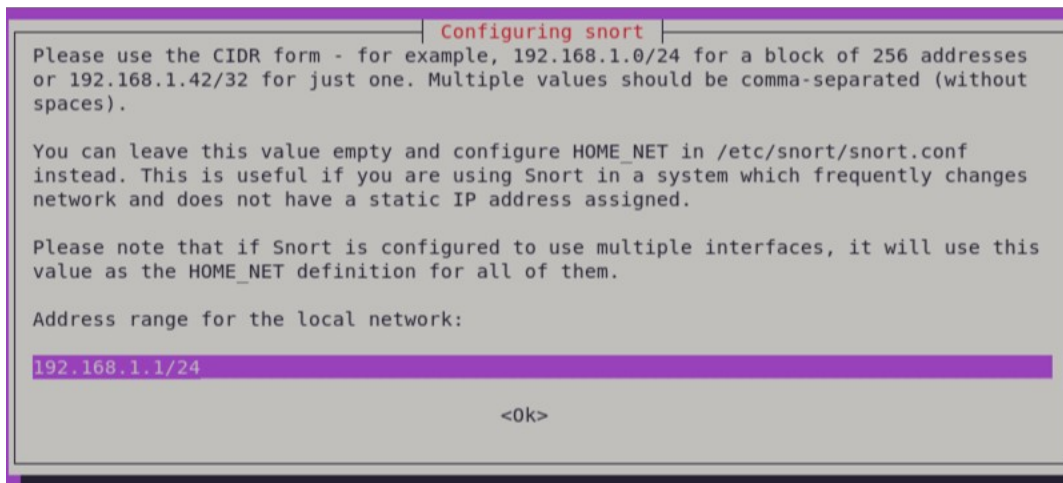 Configuring snort
Please use the CIDR form - for example, 192.168.1.0/24 for a block of 256 addresses
or 192.168.1.42/32 for just one. Multiple values should be comma-separated (without
spaces).
You can leave this value empty and configure HOME_NET in /etc/snort/snort.conf
instead. This is useful if you are using Snort in a system which frequently changes
network and does not have a static IP address assigned.
Please note that if Snort is configured to use multiple interfaces, it will use this
value as the HOME_NET definition for all of them.
Address range for the local network:
192.168.1.1/24
<Ok>